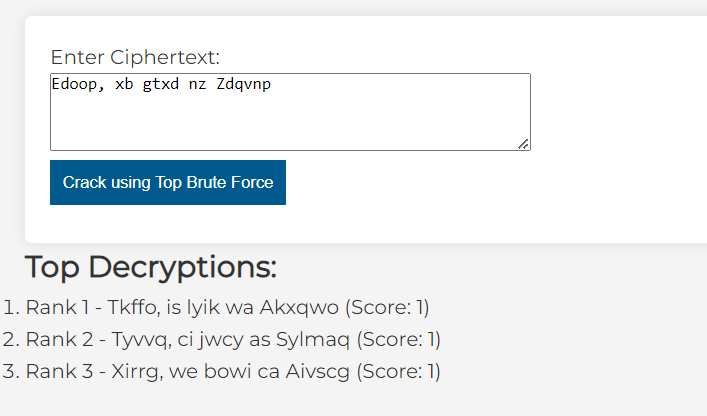 Enter Ciphertext:
Edoop, xb gtxd nz Zdqvnp
Crack using Top Brute Force
Top Decryptions:
1. Rank 1 - Tkffo, is lyik wa Akxqwo (Score: 1)
2. Rank 2 - Tyvvq, ci jwcy as Sylmaq (Score: 1)
3. Rank 3 - Xirrg, we bowi ca Aivscg (Score: 1)